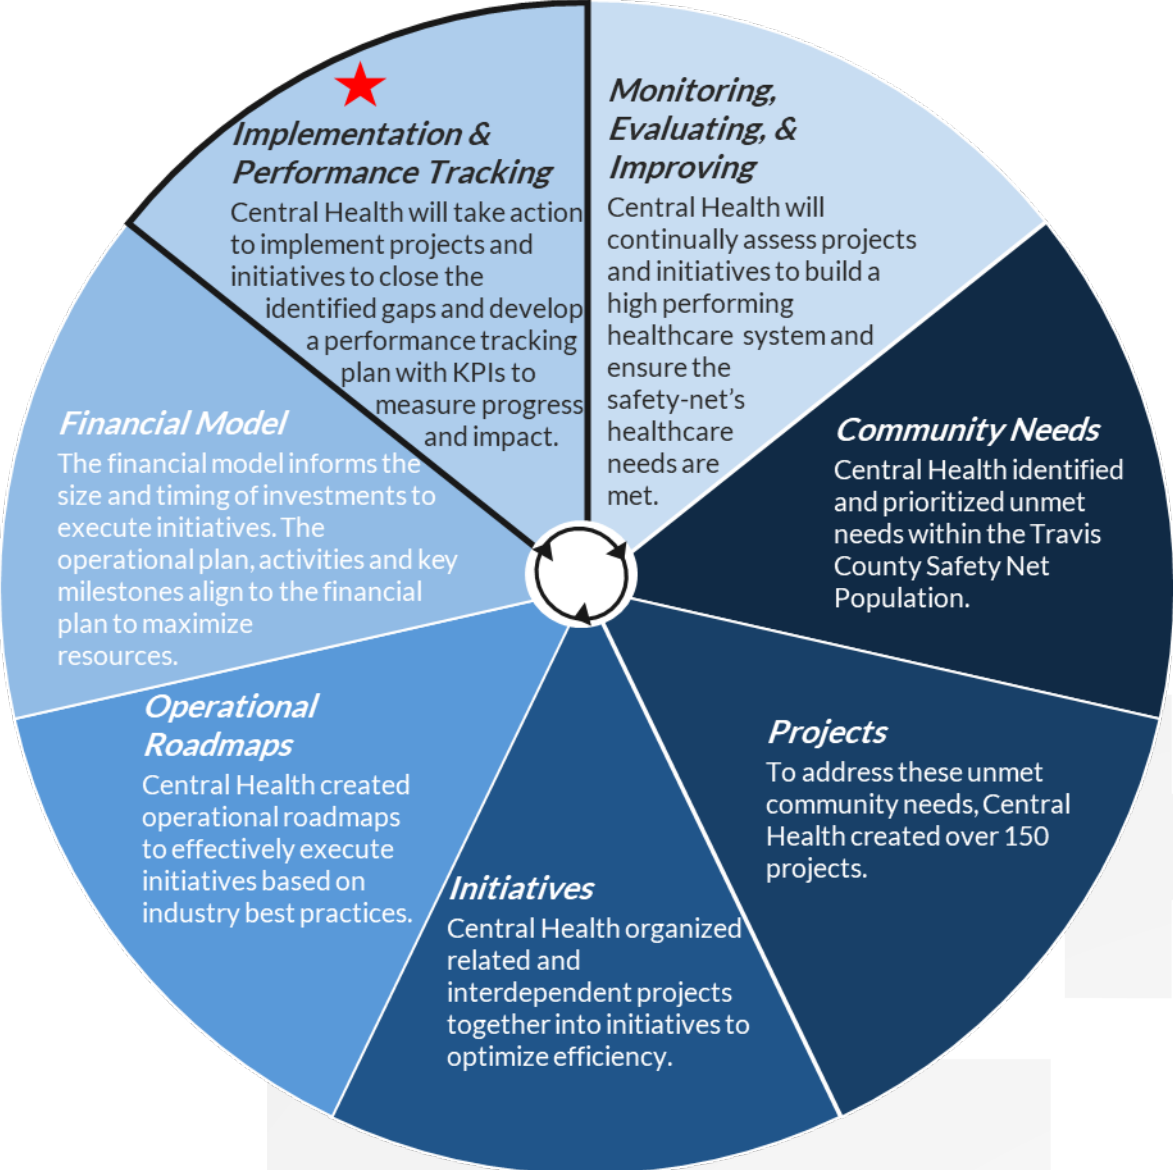 Implementation &
Performance Tracking
Central Health will take action
to implement projects and
initiatives to close the
identified gaps and develop
a performance tracking
plan with KPIs to
measure progress
and impact.
Monitoring,
Evaluating, &
Improving
Central Health will
continually assess projects
and initiatives to build a
high performing
healthcare system and
ensure the
safety-net’s
healthcare
needs are
met.
Community Needs
Central Health identified
and prioritized unmet
needs within the Travis
County Safety Net
Population.
Projects
To address these unmet
community needs, Central
Health created over 150
projects.
Initiatives
Central Health organized
related and
interdependent projects
together into initiatives to
optimize efficiency.
Operational
Roadmaps
Central Health created
operational roadmaps
to effectively execute
initiatives based on
industry best practices.
Financial Model
The financial model informs the
size and timing of investments to
execute initiatives. The
operational plan, activities and key
milestones align to the financial
plan to maximize
resources.